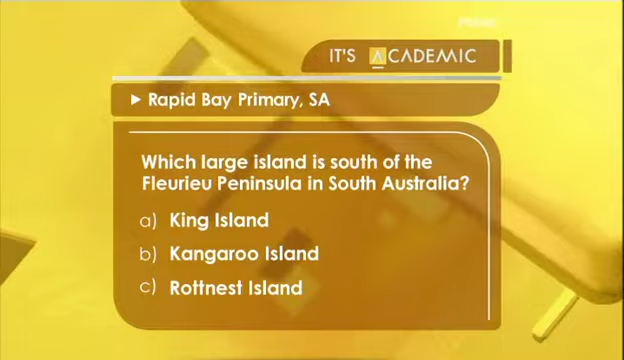 IT'S ACADEMIC
Rapid Bay Primary, SA
Which large island is south of the
Fleurieu Peninsula in South Australia?
a) King Island
b) Kangaroo Island
c) Rottnest Island